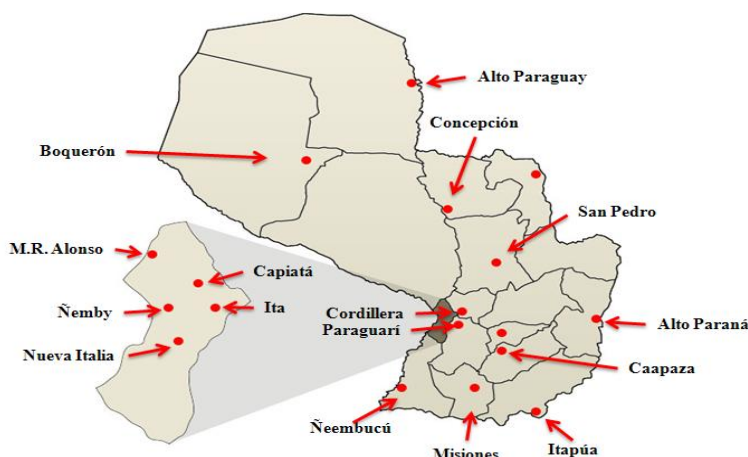 Alto Paraguay
Concepción
Boquerón
San Pedro
M.R. Alonso
Capiatá
Ñemby
Ita
Cordillera
Paraguarí
Alto Paraná
Nueva Italia
Caapaza
Ñeembucú
Misiones
Itapúa